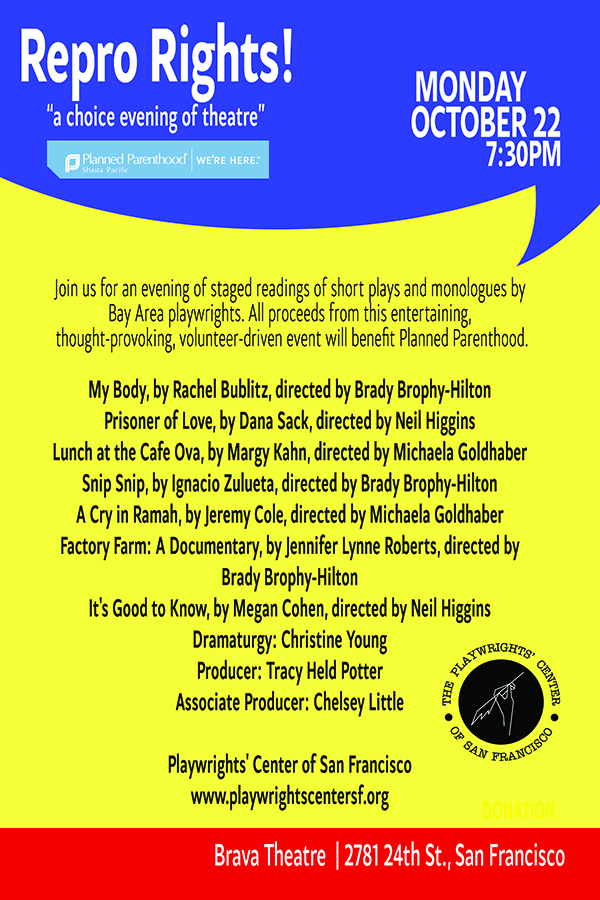 Repro Rights!
“a choice evening of theatre”
Planned Parenthood® | WE'RE HERE.™
Shasta Pacific
MONDAY
OCTOBER 22
7:30PM
Join us for an evening of staged readings of short plays and monologues by
Bay Area playwrights. All proceeds from this entertaining,
thought-provoking, volunteer-driven event will benefit Planned Parenthood.
My Body, by Rachel Bublitz, directed by Brady Brophy-Hilton
Prisoner of Love, by Dana Sack, directed by Neil Higgins
Lunch at the Cafe Ova, by Margy Kahn, directed by Michaela Goldhaber
Snip Snip, by Ignacio Zulueta, directed by Brady Brophy-Hilton
A Cry in Ramah, by Jeremy Cole, directed by Michaela Goldhaber
Factory Farm: A Documentary, by Jennifer Lynne Roberts, directed by
Brady Brophy-Hilton
It's Good to Know, by Megan Cohen, directed by Neil Higgins
Dramaturgy: Christine Young
Producer: Tracy Held Potter
Associate Producer: Chelsey Little
THE PLAYWRIGHTS' CENTER
• OF SAN FRANCISCO •
Playwrights' Center of San Francisco
www.playwrightscentersf.org
DONATION
Brava Theatre | 2781 24th St., San Francisco